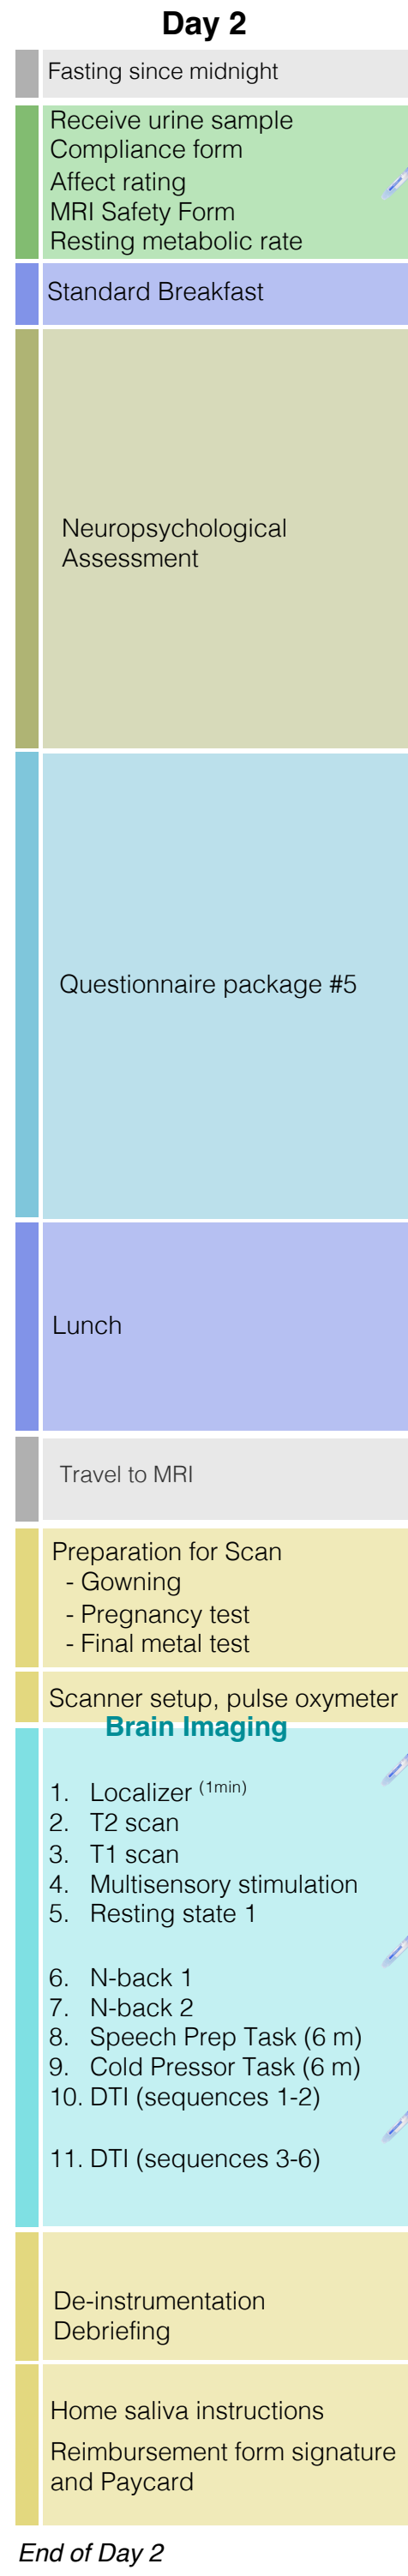 Day 2
Fasting since midnight
Receive urine sample
Compliance form
Affect rating
MRI Safety Form
Resting metabolic rate
Standard Breakfast
Neuropsychological
Assessment
Questionnaire package #5
Lunch
Travel to MRI
Preparation for Scan
- Gowning
- Pregnancy test
- Final metal test
Scanner setup, pulse oxymeter
Brain Imaging
1. Localizer (1min)
2. T2 scan
3. T1 scan
4. Multisensory stimulation
5. Resting state 1
6. N-back 1
7. N-back 2
8. Speech Prep Task (6 m)
9. Cold Pressor Task (6 m)
10. DTI (sequences 1-2)
11. DTI (sequences 3-6)
De-instrumentation
Debriefing
Home saliva instructions
Reimbursement form signature
and Paycard
End of Day 2